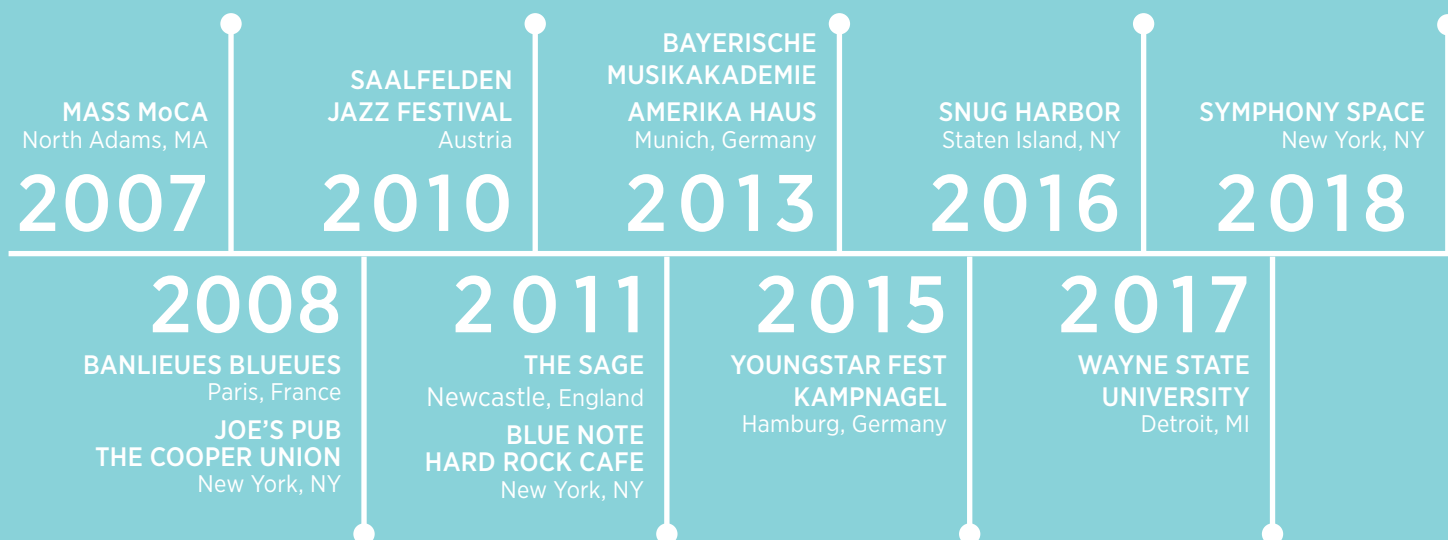 MASS MoCA
North Adams, MA
2007
SAALFELDEN
JAZZ FESTIVAL
Austria
2010
BAYERISCHE
MUSIKAKADEMIE
AMERIKA HAUS
Munich, Germany
2013
SNUG HARBOR
Staten Island, NY
2016
SYMPHONY SPACE
New York, NY
2018
2008
BANLIEUES BLUEUES
Paris, France
JOE'S PUB
THE COOPER UNION
New York, NY
2011
THE SAGE
Newcastle, England
BLUE NOTE
HARD ROCK CAFE
New York, NY
2015
YOUNGSTAR FEST
KAMPNAGEL
Hamburg, Germany
2017
WAYNE STATE
UNIVERSITY
Detroit, MI